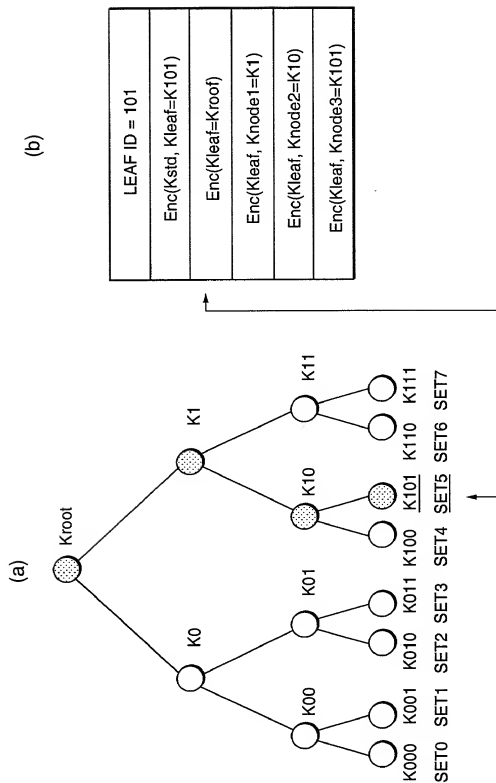 (a)
Kroot
K0
K1
K00
K01
K10
K11
K000
K001
K010
K011
K100
K101
K110
K111
SET0
SET1
SET2
SET3
SET4
SET5
SET6
SET7
(b)
LEAF ID = 101
Enc(Kstd, Kleaf=K101)
Enc(Kleaf=Kroof)
Enc(Kleaf, Knode1=K1)
Enc(Kleaf, Knode2=K10)
Enc(Kleaf, Knode3=K101)